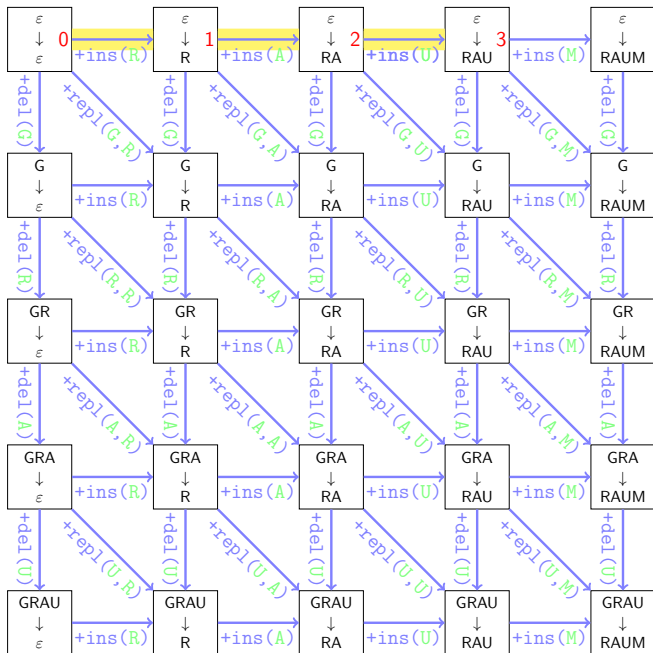 ε ε ε ε ε
0 1 2 3
↓ ↓ ↓ ↓ ↓
ε +ins(R) R +ins(A) RA +ins(U) RAU +ins(M) RAUM
+del(G) +repl(G,R) +del(G) +repl(G,A) +del(G) +repl(G,U) +del(G) +repl(G,M) +del(G)
G G G G G
↓ ↓ ↓ ↓ ↓
ε +ins(R) R +ins(A) RA +ins(U) RAU +ins(M) RAUM
+del(R) +repl(R,R) +del(R) +repl(R,A) +del(R) +repl(R,U) +del(R) +repl(R,M) +del(R)
GR GR GR GR GR
↓ ↓ ↓ ↓ ↓
ε +ins(R) R +ins(A) RA +ins(U) RAU +ins(M) RAUM
+del(A) +repl(A,R) +del(A) +repl(A,A) +del(A) +repl(A,U) +del(A) +repl(A,M) +del(A)
GRA GRA GRA GRA GRA
↓ ↓ ↓ ↓ ↓
ε +ins(R) R +ins(A) RA +ins(U) RAU +ins(M) RAUM
+del(U) +repl(U,R) +del(U) +repl(U,A) +del(U) +repl(U,U) +del(U) +repl(U,M) +del(U)
GRAU GRAU GRAU GRAU GRAU
↓ ↓ ↓ ↓ ↓
ε +ins(R) R +ins(A) RA +ins(U) RAU +ins(M) RAUM